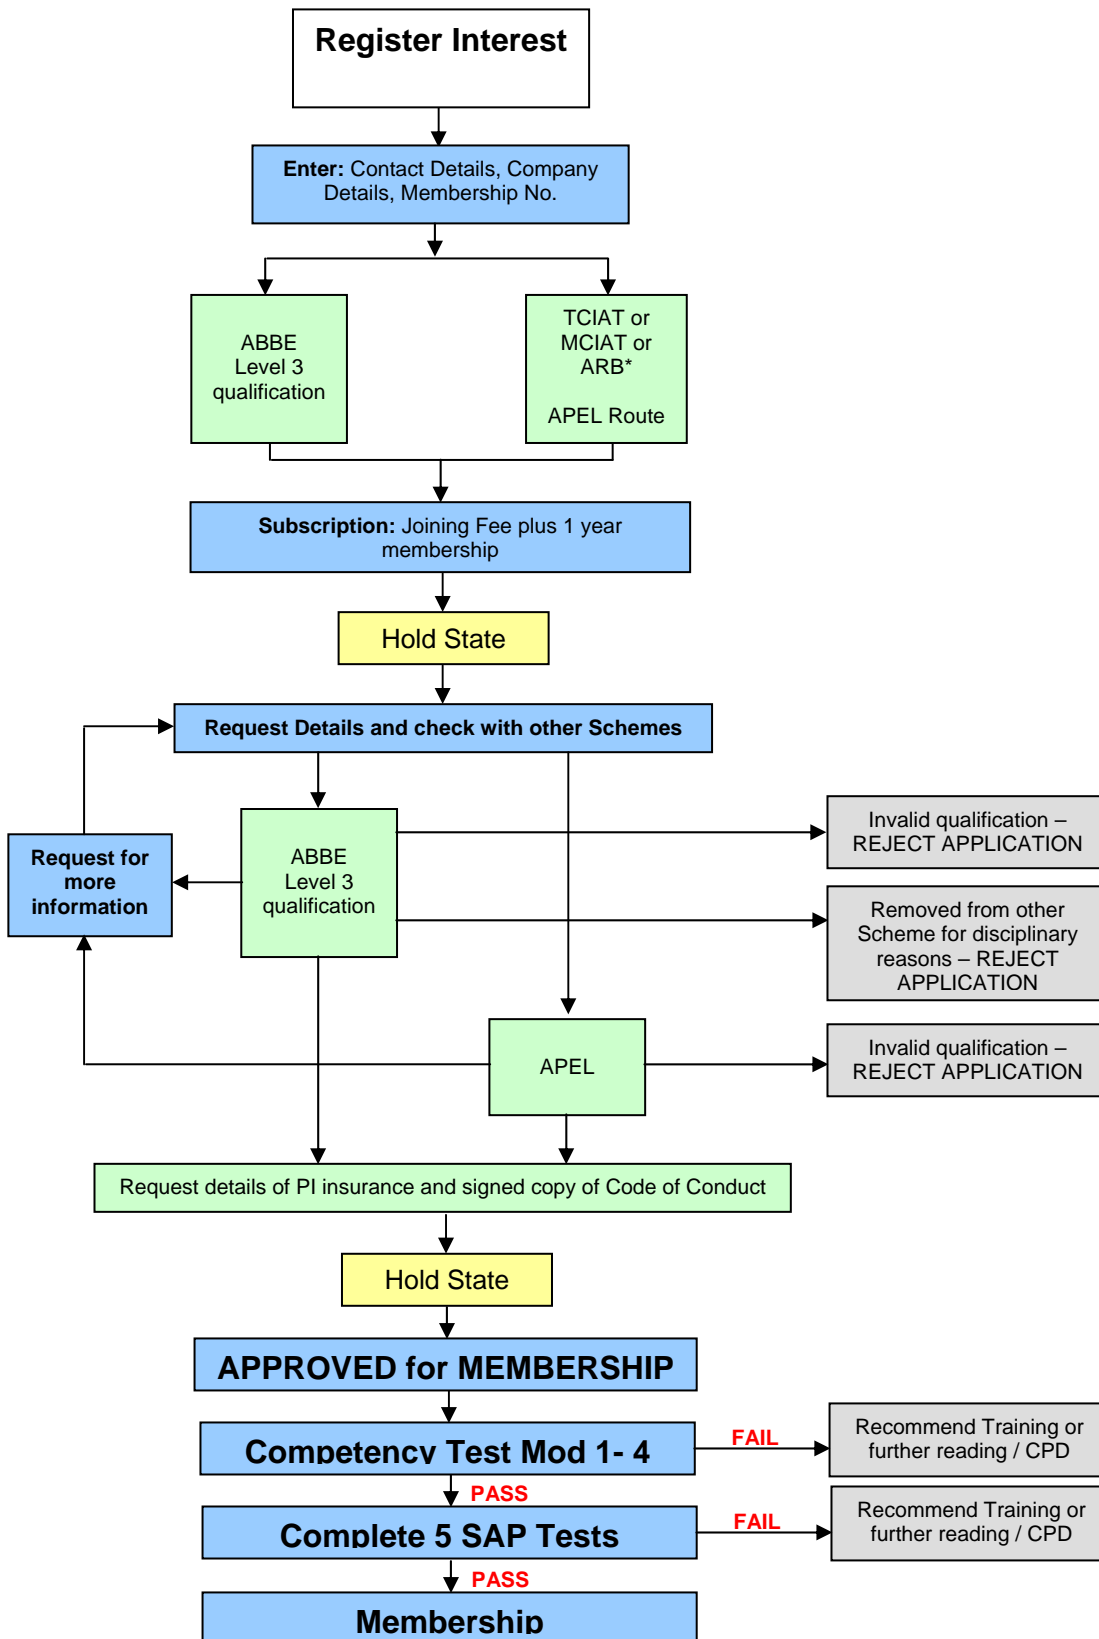 Register Interest
Enter: Contact Details, Company
Details, Membership No.
ABBE
Level 3
qualification
TCIAT or
MCIAT or
ARB*
APEL Route
Subscription: Joining Fee plus 1 year
membership
Hold State
Request Details and check with other Schemes
Request for
more
information
ABBE
Level 3
qualification
Invalid qualification –
REJECT APPLICATION
Removed from other
Scheme for disciplinary
reasons – REJECT
APPLICATION
APEL
Invalid qualification –
REJECT APPLICATION
Request details of PI insurance and signed copy of Code of Conduct
Hold State
APPROVED for MEMBERSHIP
Competency Test Mod 1- 4
FAIL
Recommend Training or
further reading / CPD
PASS
Complete 5 SAP Tests
FAIL
Recommend Training or
further reading / CPD
PASS
Membership